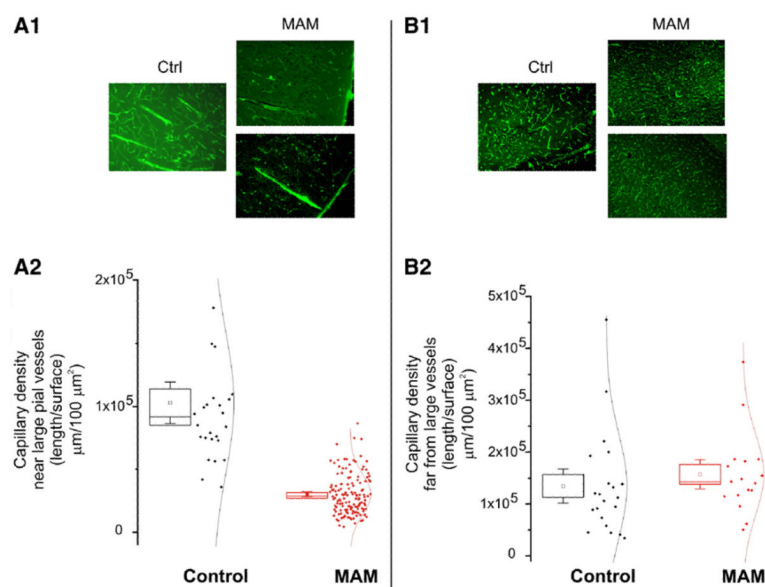 A1
MAM
Ctrl
B1
MAM
Ctrl
A2
Capillary density
near large pial vessels
(length/surface)
μm/100 μm²)
2x10⁵
1x10⁵
0
Control
MAM
B2
Capillary density
far from large vessels
(length/surface)
μm/100 μm²)
5x10⁵
4x10⁵
3x10⁵
2x10⁵
1x10⁵
0
Control
MAM